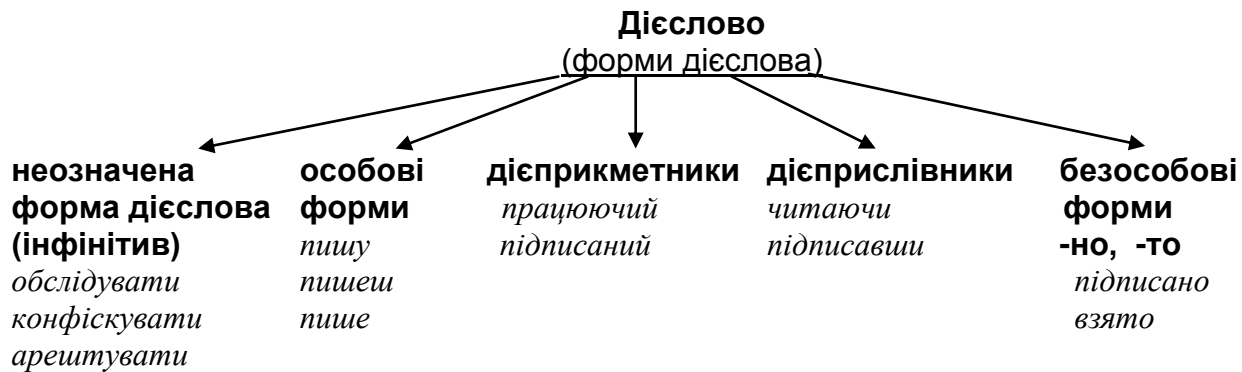 Дієслово
(форми дієслова)
неозначена
форма дієслова
(інфінітив)
обслідувати
конфіскувати
арештувати
особові
форми
пишу
пишеш
пише
дієприкметники
працюючий
підписаний
дієприслівники
читаючи
підписавши
безособові
форми
-но, -то
підписано
взято